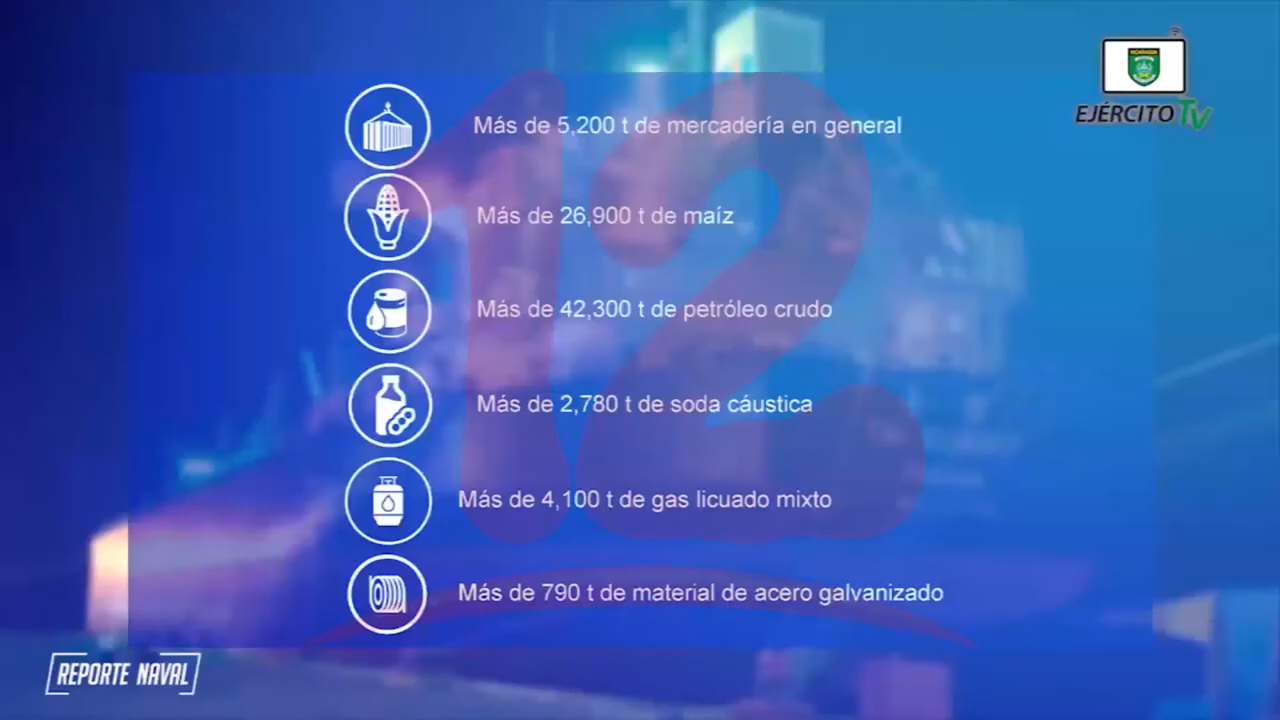 NICARAGUA
EJÉRCITO Tv
Más de 5,200 t de mercadería en general
Más de 26,900 t de maíz
Más de 42,300 t de petróleo crudo
Más de 2,780 t de soda cáustica
Más de 4,100 t de gas licuado mixto
Más de 790 t de material de acero galvanizado
12
REPORTE NAVAL